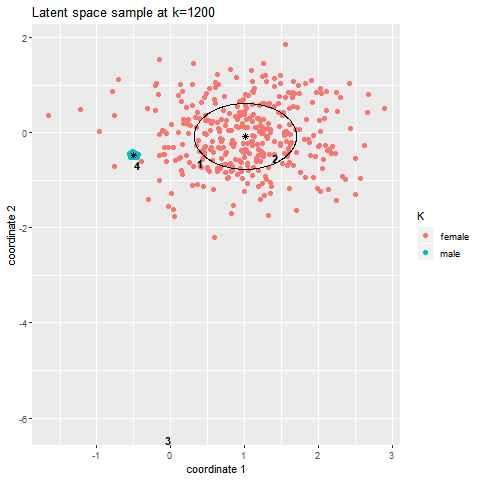 Latent space sample at k=1200
coordinate 2
2
0
-2
-4
-6
1
2
4
3
-1
0
1
2
3
coordinate 1
K
female
male